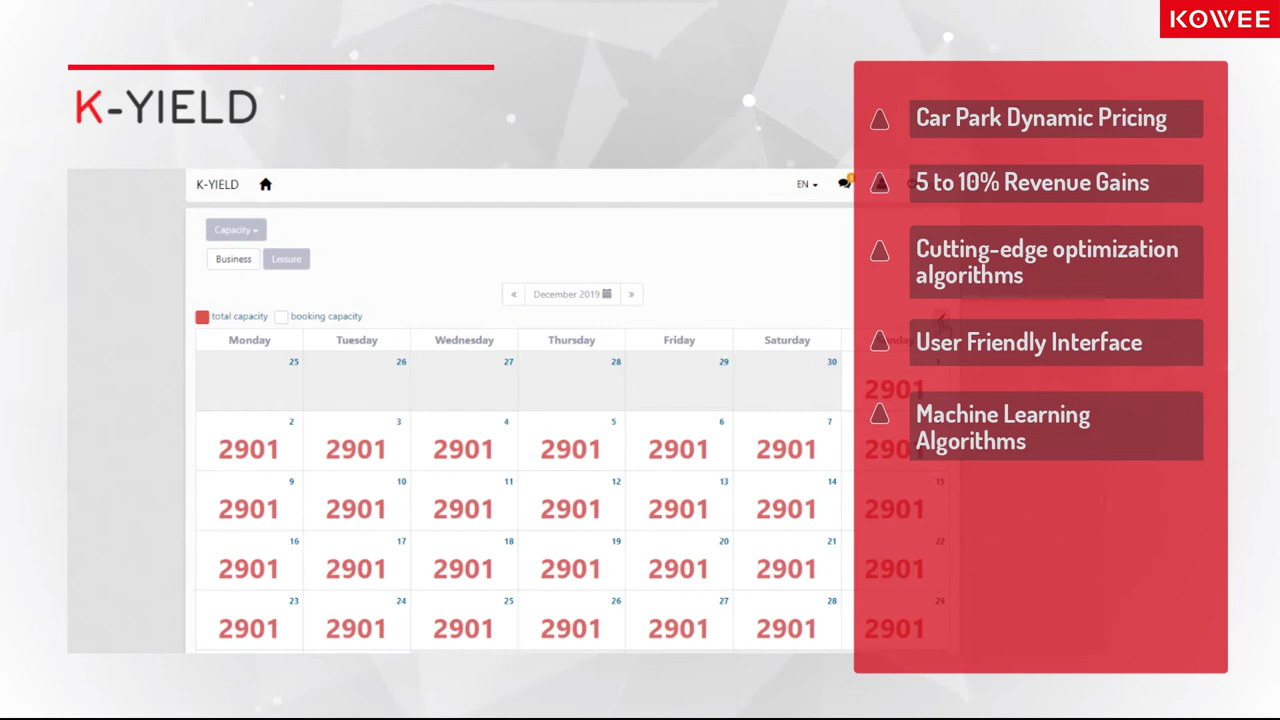 KOWEE
K-YIELD
K-YIELD
EN
Capacity
Business Leisure
« December 2019 »
total capacity booking capacity
Monday Tuesday Wednesday Thursday Friday Saturday
25 26 27 28 29 30 1
2901
2 3 4 5 6 7
2901 2901 2901 2901 2901 2901 290
9 10 11 12 13 14 15
2901 2901 2901 2901 2901 2901 2901
16 17 18 19 20 21 22
2901 2901 2901 2901 2901 2901 2901
23 24 25 26 27 28 29
2901 2901 2901 2901 2901 2901 2901
Car Park Dynamic Pricing
5 to 10% Revenue Gains
Cutting-edge optimization
algorithms
User Friendly Interface
Machine Learning
Algorithms